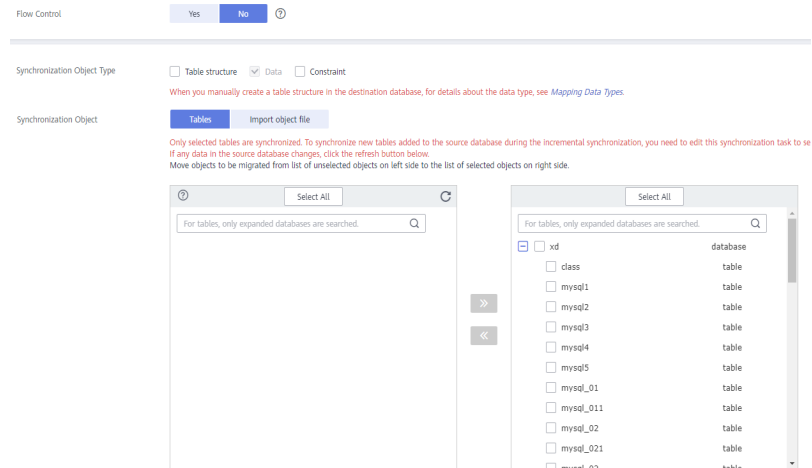 Flow Control Yes No
Synchronization Object Type Table structure Data Constraint
When you manually create a table structure in the destination database, for details about the data type, see Mapping Data Types.
Synchronization Object Tables Import object file
Only selected tables are synchronized. To synchronize new tables added to the source database during the incremental synchronization, you need to edit this synchronization task to se
If any data in the source database changes, click the refresh button below.
Move objects to be migrated from list of unselected objects on left side to the list of selected objects on right side.
Select All
For tables, only expanded databases are searched.
Select All
For tables, only expanded databases are searched.
xd database
class table
mysql1 table
mysql2 table
mysql3 table
mysql4 table
mysql5 table
mysql_01 table
mysql_011 table
mysql_02 table
mysql_021 table